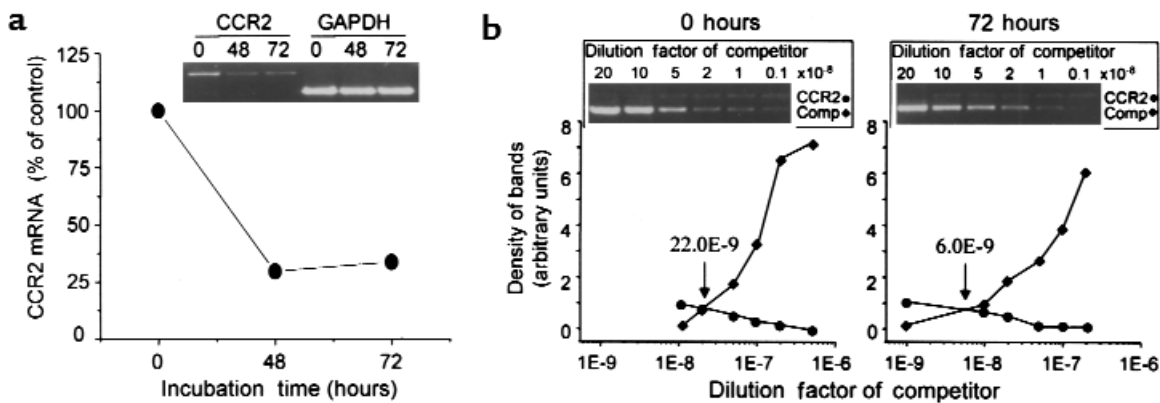 a
CCR2 GAPDH
0 48 72 0 48 72
125
100
75
50
25
0
CCR2 mRNA (% of control)
0 48 72
Incubation time (hours)
b
0 hours
Dilution factor of competitor
20 10 5 2 1 0.1 x10-8
CCR2●
Comp◆
8
6
4
2
0
Density of bands
(arbitrary units)
22.0E-9
1E-9 1E-8 1E-7 1E-6
72 hours
Dilution factor of competitor
20 10 5 2 1 0.1 x10-8
CCR2●
Comp◆
8
6
4
2
0
6.0E-9
1E-9 1E-8 1E-7 1E-6
Dilution factor of competitor